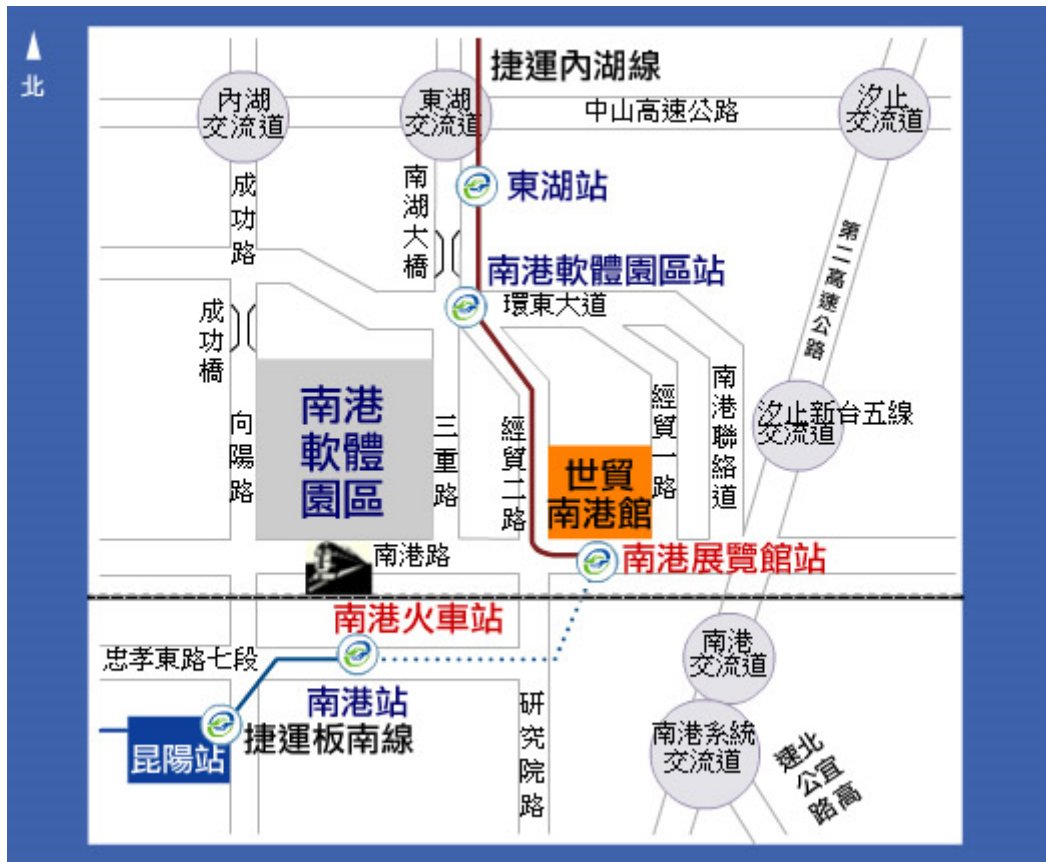 北
捷運內湖線
內湖
交流道
東湖
交流道
中山高速公路
汐止
交流道
成功路
南湖大橋
東湖站
第二高速公路
南港軟體園區站
環東大道
成功橋
南港
軟體
園區
向陽路
三重路
經貿二路
世貿
南港館
經貿一路
南港聯絡道
汐止新台五線
交流道
南港路
南港展覽館站
南港火車站
忠孝東路七段
南港站
捷運板南線
昆陽站
研究院路
南港
交流道
南港系統
交流道
北宜高
速公路